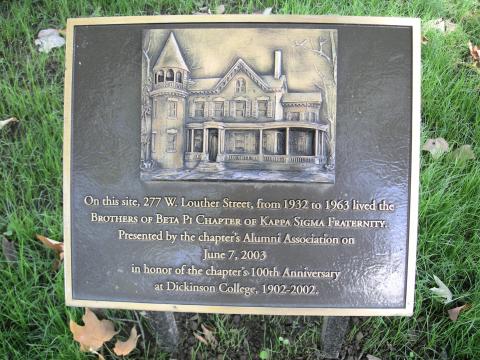 On this site, 277 W. Louther Street, from 1932 to 1963 lived the
Brothers of Beta Pi Chapter of Kappa Sigma Fraternity.
Presented by the chapter's Alumni Association on
June 7, 2003
in honor of the chapter's 100th Anniversary
at Dickinson College, 1902-2002.